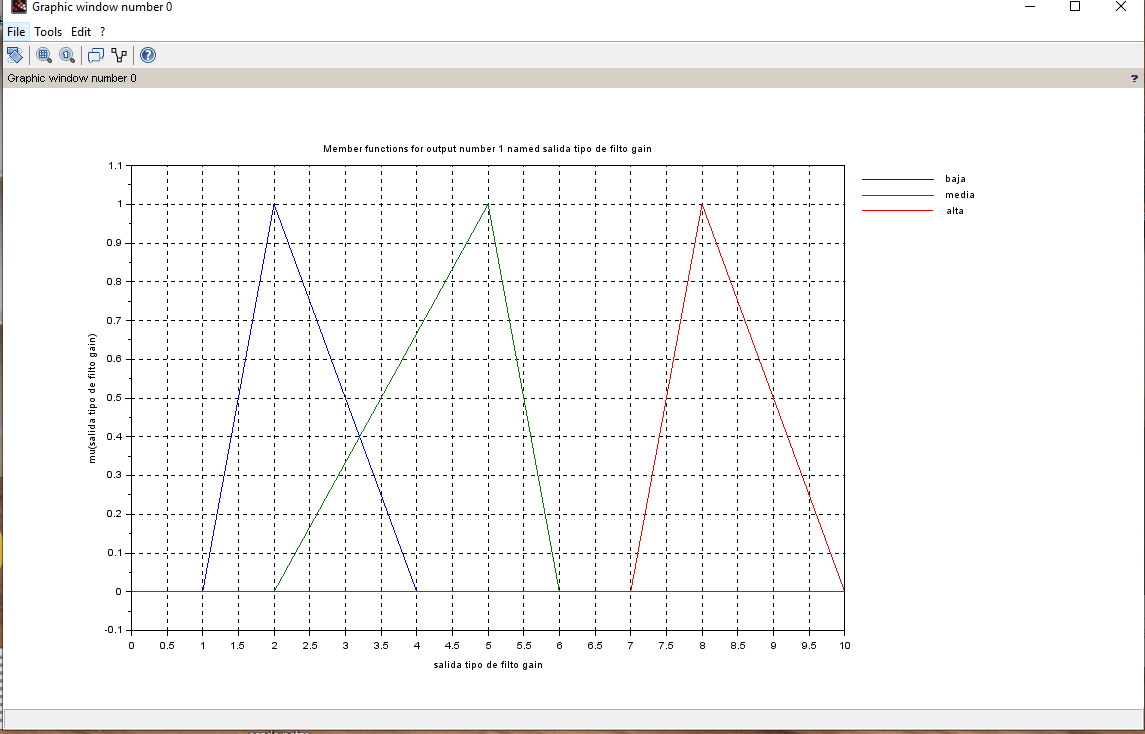 Graphic window number 0
File Tools Edit ?
Graphic window number 0 ?
Member functions for output number 1 named salida tipo de filto gain
1.1
1
0.9
0.8
0.7
0.6
0.5
0.4
0.3
0.2
0.1
0
-0.1
mu(salida tipo de filto gain)
0 0.5 1 1.5 2 2.5 3 3.5 4 4.5 5 5.5 6 6.5 7 7.5 8 8.5 9 9.5 10
salida tipo de filto gain
baja
media
alta